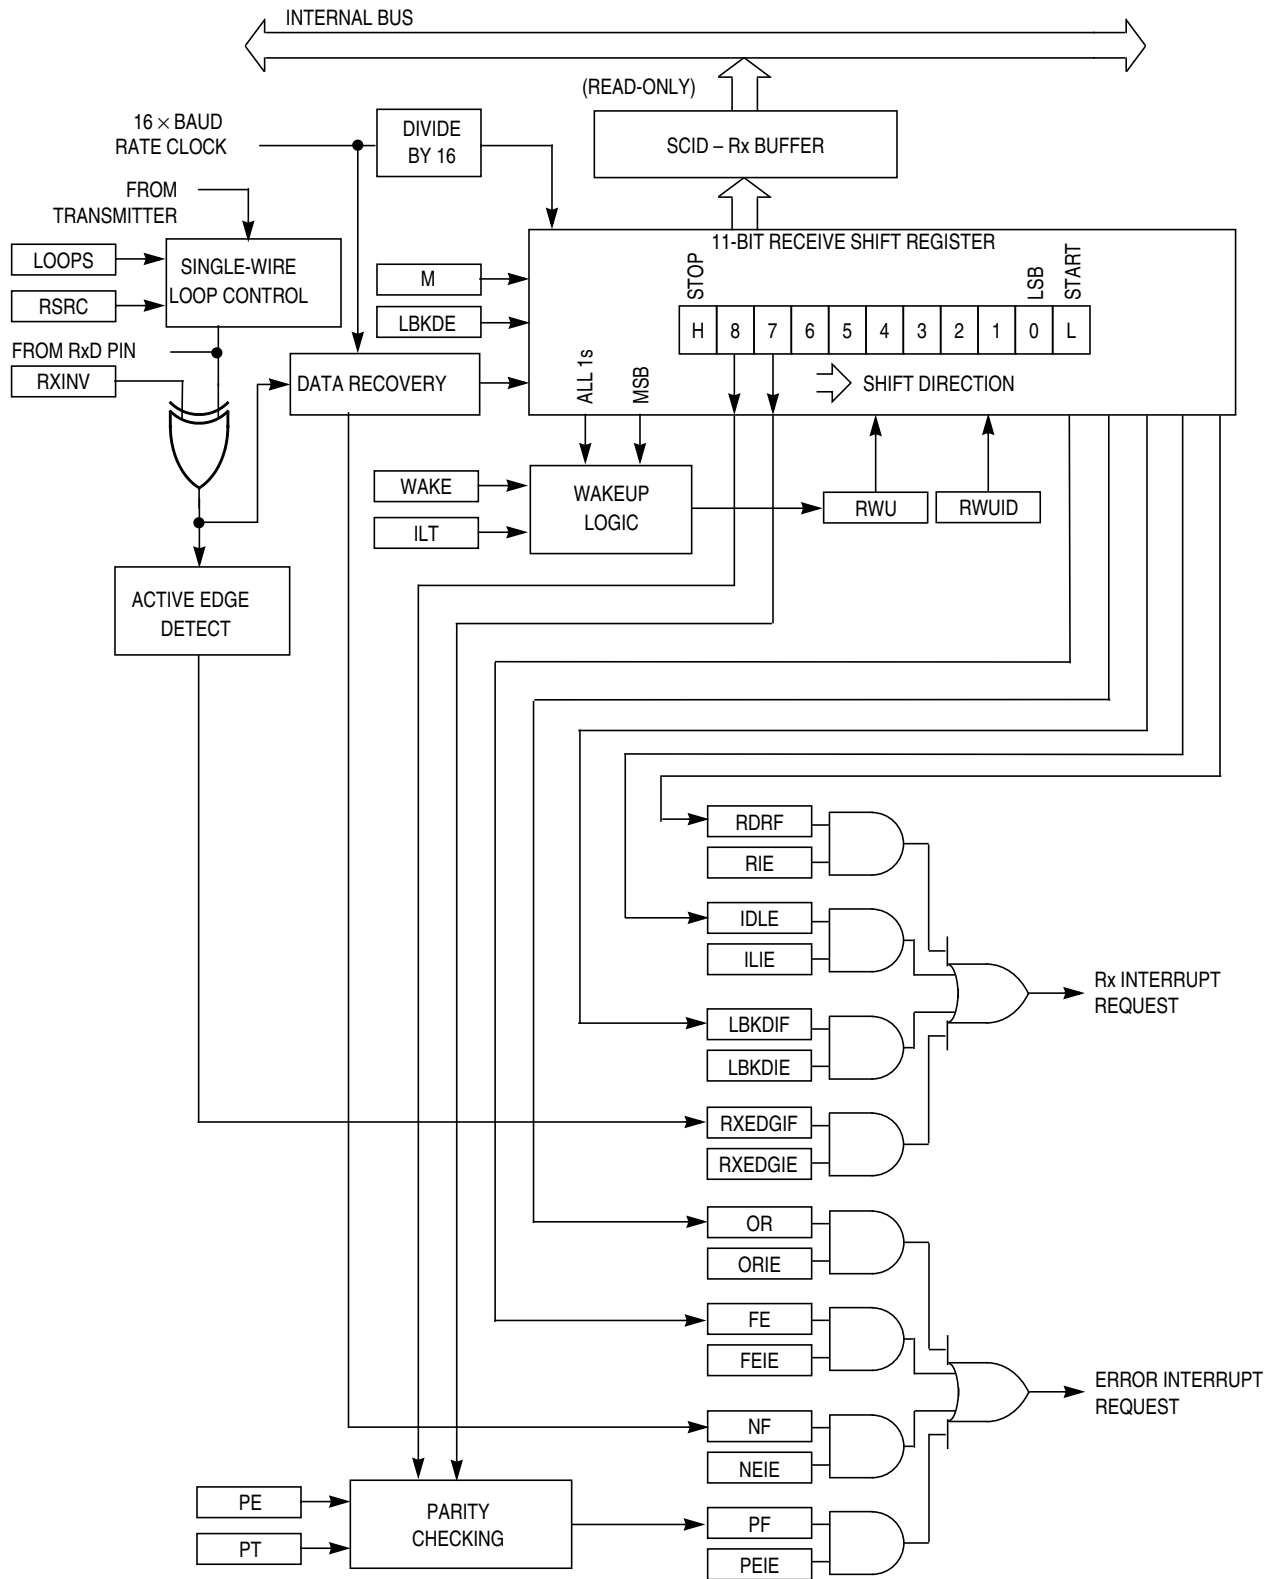 INTERNAL BUS
(READ-ONLY)
16 × BAUD
RATE CLOCK
DIVIDE
BY 16
SCID – Rx BUFFER
FROM
TRANSMITTER
11-BIT RECEIVE SHIFT REGISTER
LOOPS
RSRC
SINGLE-WIRE
LOOP CONTROL
M
LBKDE
STOP
LSB
START
H 8 7 6 5 4 3 2 1 0 L
FROM RxD PIN
RXINV
DATA RECOVERY
ALL 1s
MSB
SHIFT DIRECTION
WAKE
ILT
WAKEUP
LOGIC
RWU
RWUID
ACTIVE EDGE
DETECT
RDRF
RIE
IDLE
ILIE
Rx INTERRUPT
REQUEST
LBKDIF
LBKDIE
RXEDGIF
RXEDGIE
OR
ORIE
FE
FEIE
ERROR INTERRUPT
REQUEST
NF
NEIE
PE
PT
PARITY
CHECKING
PF
PEIE